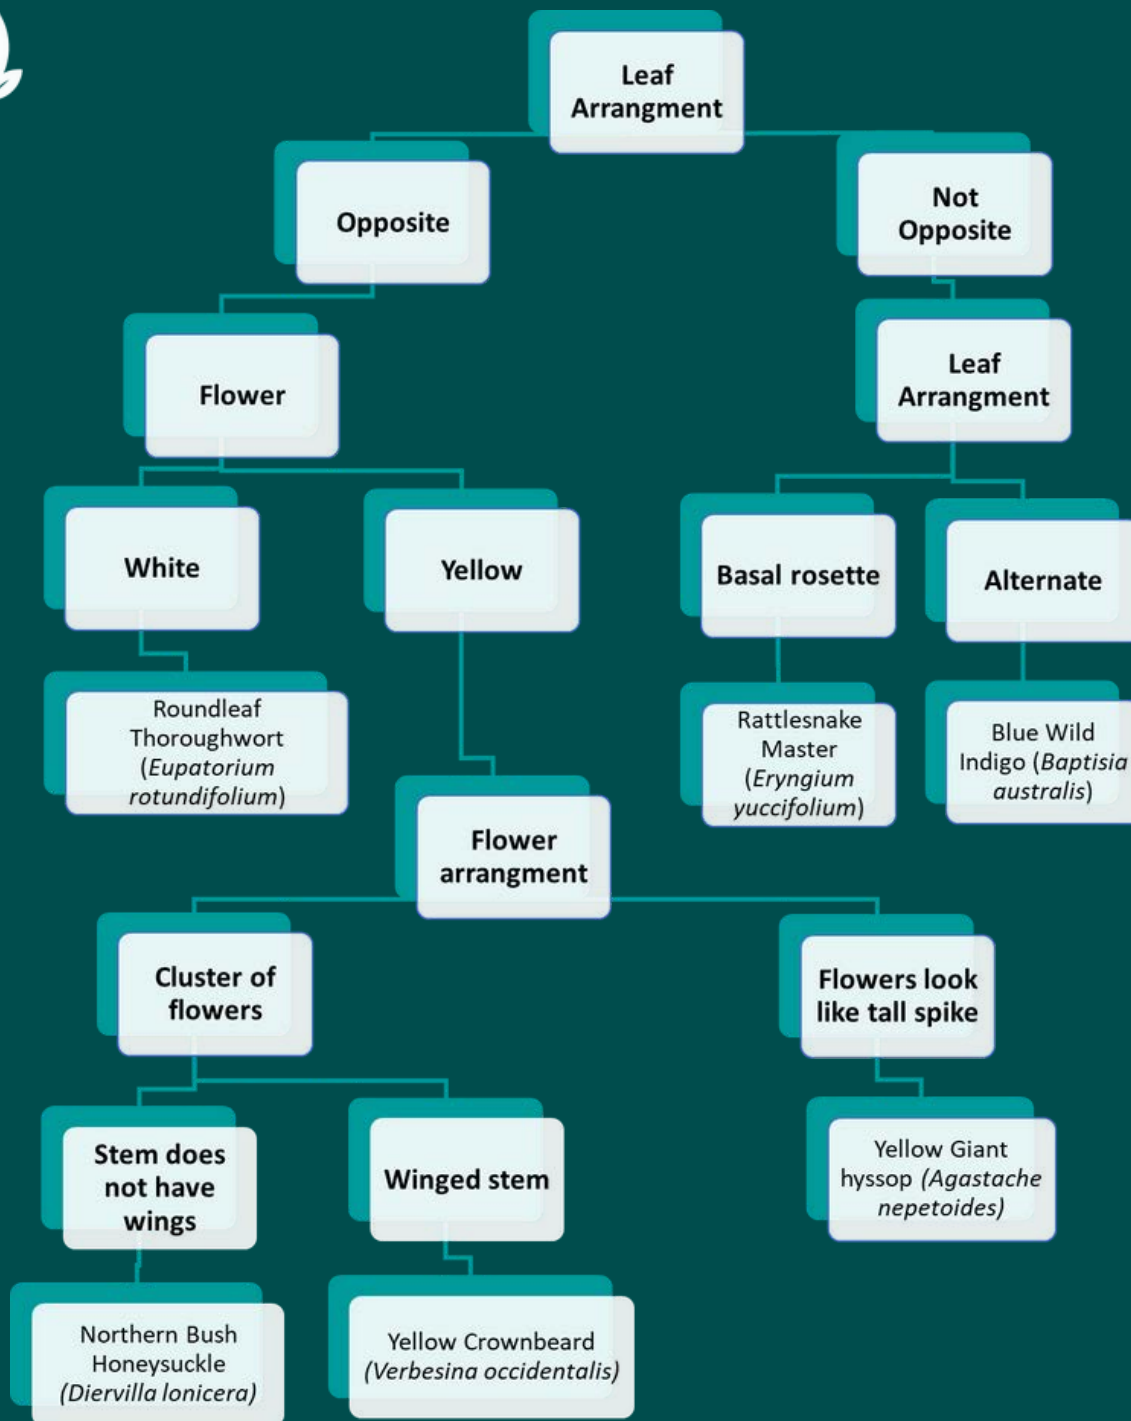 Leaf
Arrangment
Opposite
Not
Opposite
Flower
Leaf
Arrangment
White
Yellow
Basal rosette
Alternate
Roundleaf
Thoroughwort
(Eupatorium
rotundifolium)
Rattlesnake
Master
(Eryngium
yuccifolium)
Blue Wild
Indigo (Baptisia
australis)
Flower
arrangment
Cluster of
flowers
Flowers look
like tall spike
Stem does
not have
wings
Winged stem
Yellow Giant
hyssop (Agastache
nepetoides)
Northern Bush
Honeysuckle
(Diervilla lonicera)
Yellow Crownbeard
(Verbesina occidentalis)